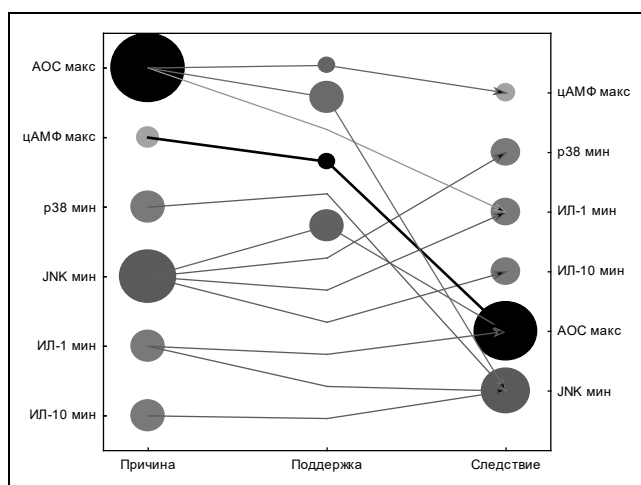 АОС макс
цАМФ макс
р38 мин
JNK мин
ИЛ-1 мин
ИЛ-10 мин
цАМФ макс
р38 мин
ИЛ-1 мин
ИЛ-10 мин
АОС макс
JNK мин
Причина
Поддержка
Следствие